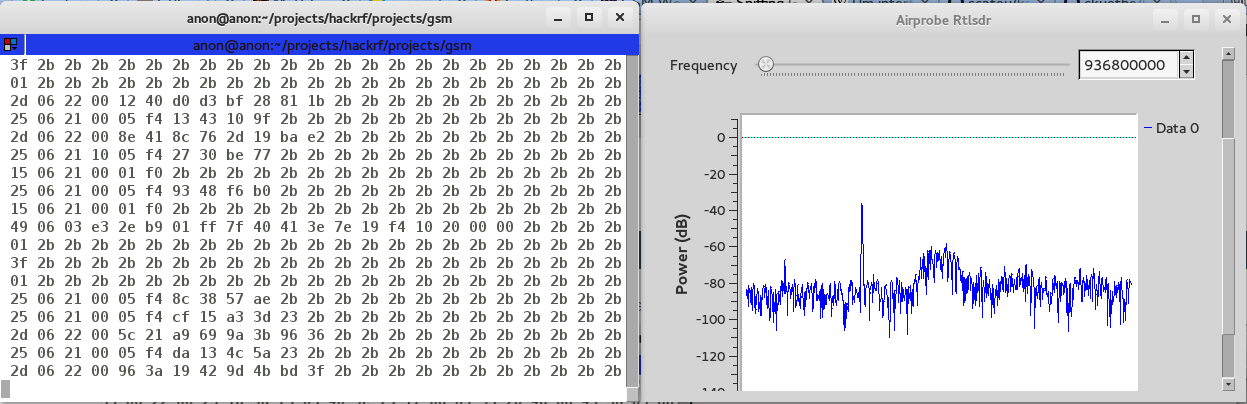 anon@anon:~/projects/hackrf/projects/gsm
anon@anon:~/projects/hackrf/projects/gsm
3f 2b 2b 2b 2b 2b 2b 2b 2b 2b 2b 2b 2b 2b 2b 2b 2b 2b 2b 2b 2b 2b 2b
01 2b 2b 2b 2b 2b 2b 2b 2b 2b 2b 2b 2b 2b 2b 2b 2b 2b 2b 2b 2b 2b 2b
2d 06 22 00 12 40 d0 d3 bf 28 81 1b 2b 2b 2b 2b 2b 2b 2b 2b 2b 2b 2b
25 06 21 00 05 f4 13 43 10 9f 2b 2b 2b 2b 2b 2b 2b 2b 2b 2b 2b 2b 2b
2d 06 22 00 8e 41 8c 76 2d 19 ba e2 2b 2b 2b 2b 2b 2b 2b 2b 2b 2b 2b
25 06 21 10 05 f4 27 30 be 77 2b 2b 2b 2b 2b 2b 2b 2b 2b 2b 2b 2b 2b
15 06 21 00 01 f0 2b 2b 2b 2b 2b 2b 2b 2b 2b 2b 2b 2b 2b 2b 2b 2b 2b
25 06 21 00 05 f4 93 48 f6 b0 2b 2b 2b 2b 2b 2b 2b 2b 2b 2b 2b 2b 2b
15 06 21 00 01 f0 2b 2b 2b 2b 2b 2b 2b 2b 2b 2b 2b 2b 2b 2b 2b 2b 2b
49 06 03 e3 2e b9 01 ff 7f 40 41 3e 7e 19 f4 10 20 00 00 2b 2b 2b 2b
01 2b 2b 2b 2b 2b 2b 2b 2b 2b 2b 2b 2b 2b 2b 2b 2b 2b 2b 2b 2b 2b 2b
3f 2b 2b 2b 2b 2b 2b 2b 2b 2b 2b 2b 2b 2b 2b 2b 2b 2b 2b 2b 2b 2b 2b
01 2b 2b 2b 2b 2b 2b 2b 2b 2b 2b 2b 2b 2b 2b 2b 2b 2b 2b 2b 2b 2b 2b
25 06 21 00 05 f4 8c 38 57 ae 2b 2b 2b 2b 2b 2b 2b 2b 2b 2b 2b 2b 2b
25 06 21 00 05 f4 cf 15 a3 3d 23 2b 2b 2b 2b 2b 2b 2b 2b 2b 2b 2b 2b
2d 06 22 00 5c 21 a9 69 9a 3b 96 36 2b 2b 2b 2b 2b 2b 2b 2b 2b 2b 2b
25 06 21 00 05 f4 da 13 4c 5a 23 2b 2b 2b 2b 2b 2b 2b 2b 2b 2b 2b 2b
2d 06 22 00 96 3a 19 42 9d 4b bd 3f 2b 2b 2b 2b 2b 2b 2b 2b 2b 2b 2b
Airprobe Rtlsdr
Frequency
936800000
Data 0
Power (dB)
0
-20
-40
-60
-80
-100
-120